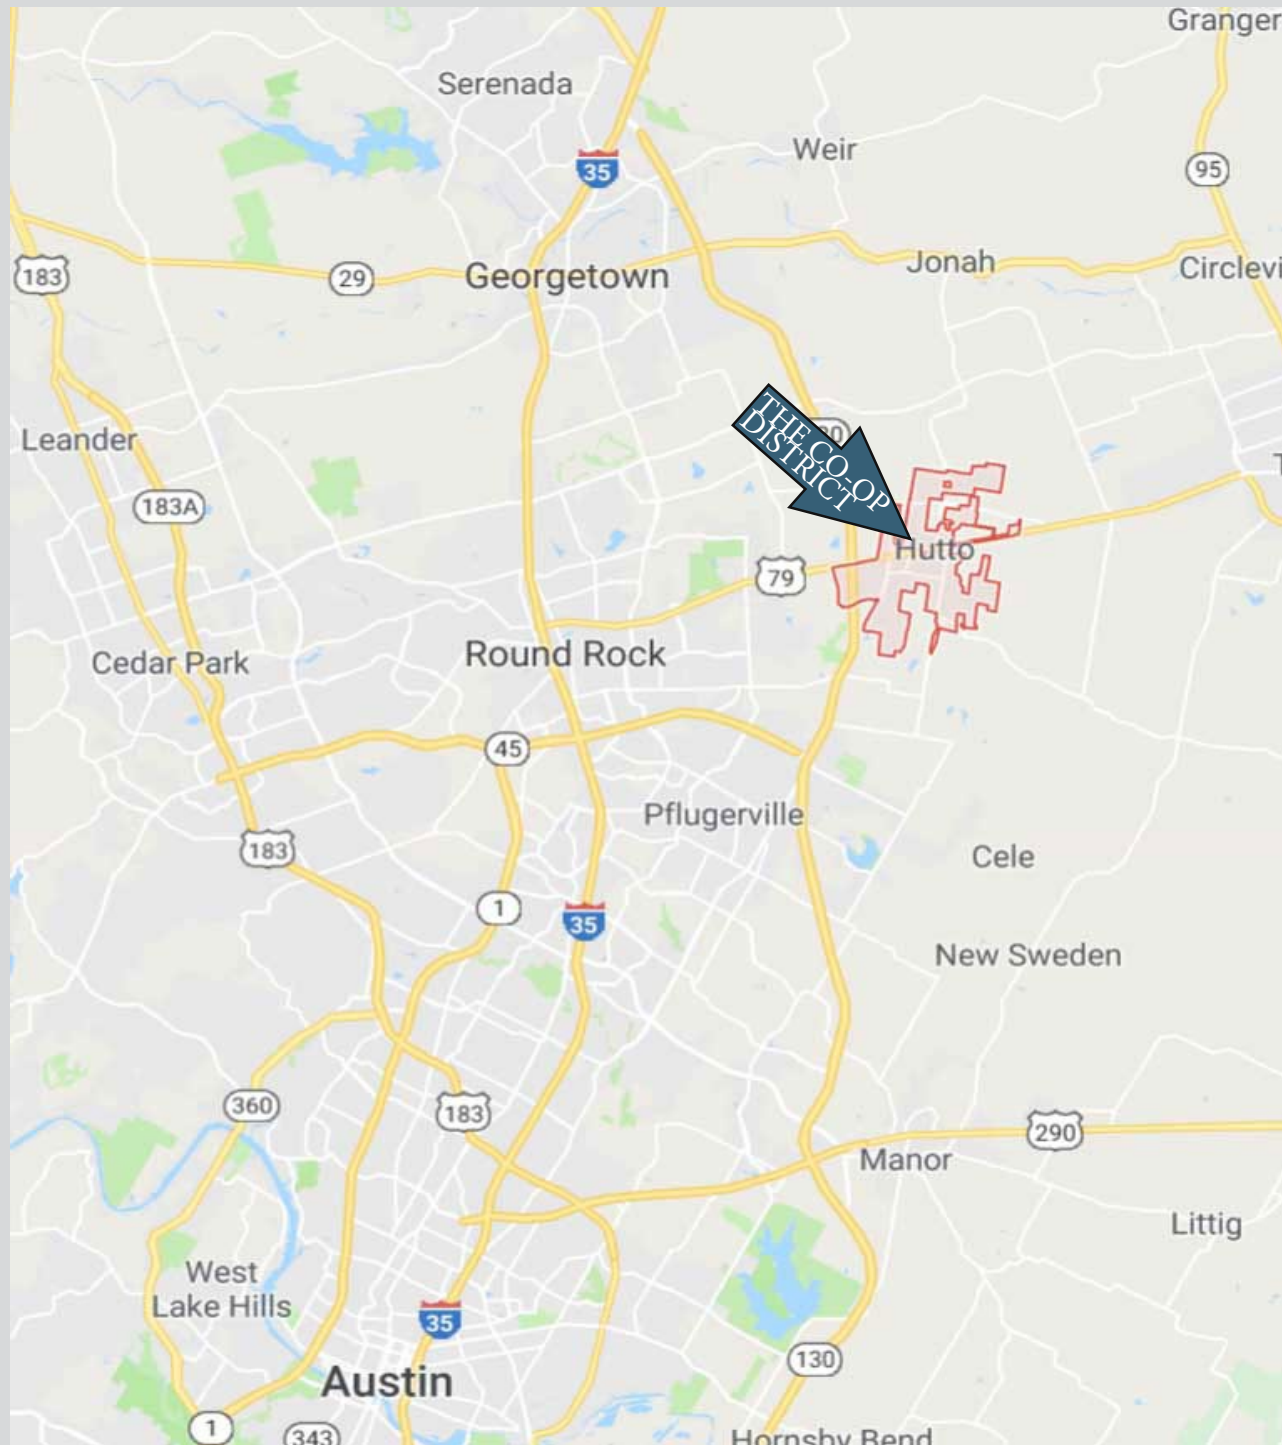 Granger
Serenada
Weir
35
95
183
29
Georgetown
Jonah
Circlevi
THE CO-OP
DISTRICT
Leander
183A
Hutto
79
Round Rock
Cedar Park
45
Pflugerville
183
Cele
1
35
New Sweden
360
183
290
Manor
Littig
West
Lake Hills
35
130
Austin
1
343
Hornsby Bend